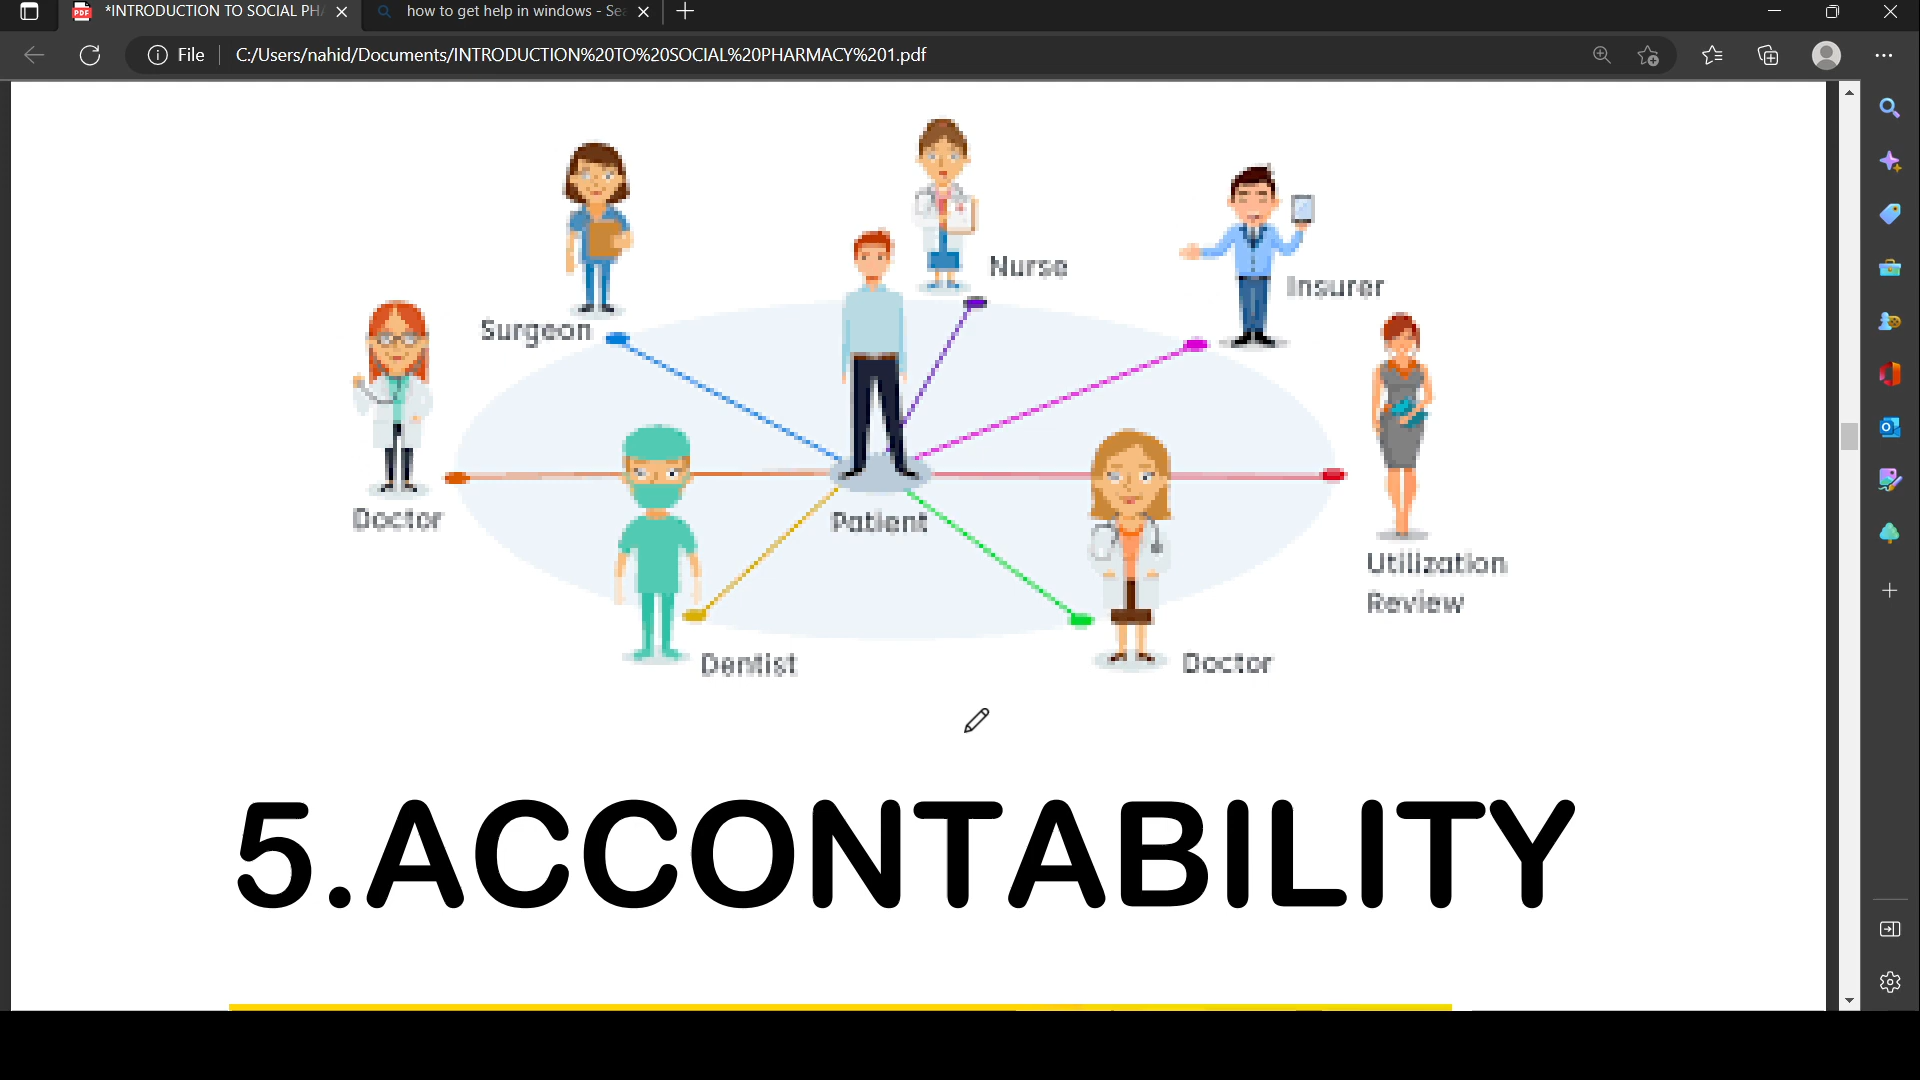 *INTRODUCTION TO SOCIAL PH
how to get help in windows - Sea
File
C:/Users/nahid/Documents/INTRODUCTION%20TO%20SOCIAL%20PHARMACY%201.pdf
Nurse
Insurer
Surgeon
Doctor
Patient
Utilization
Review
Dentist
Doctor
5.ACCONTABILITY